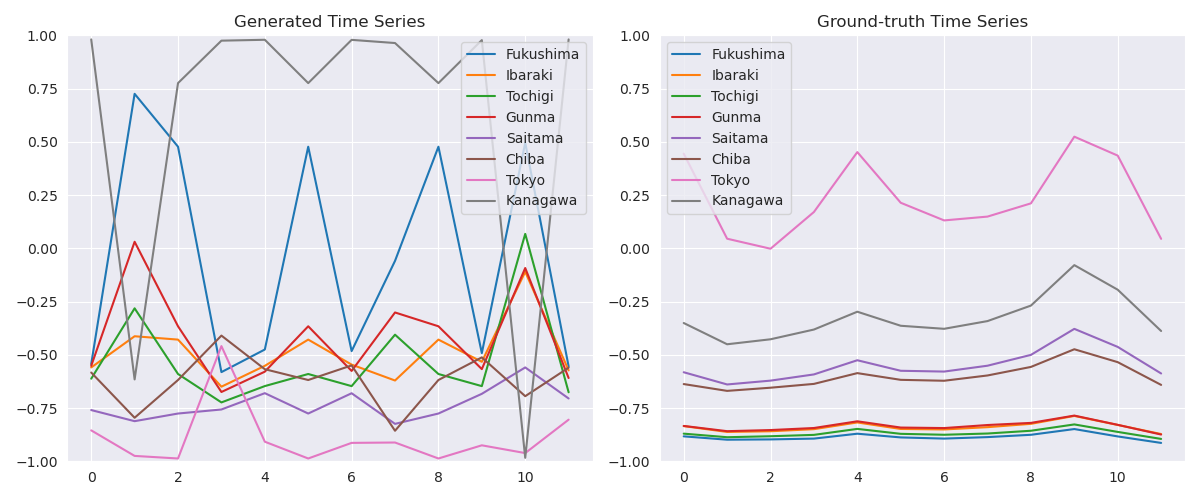 Generated Time Series
1.00
0.75
0.50
0.25
0.00
−0.25
−0.50
−0.75
−1.00
0 2 4 6 8 10
Fukushima
Ibaraki
Tochigi
Gunma
Saitama
Chiba
Tokyo
Kanagawa
Ground-truth Time Series
1.00
0.75
0.50
0.25
0.00
−0.25
−0.50
−0.75
−1.00
0 2 4 6 8 10
Fukushima
Ibaraki
Tochigi
Gunma
Saitama
Chiba
Tokyo
Kanagawa